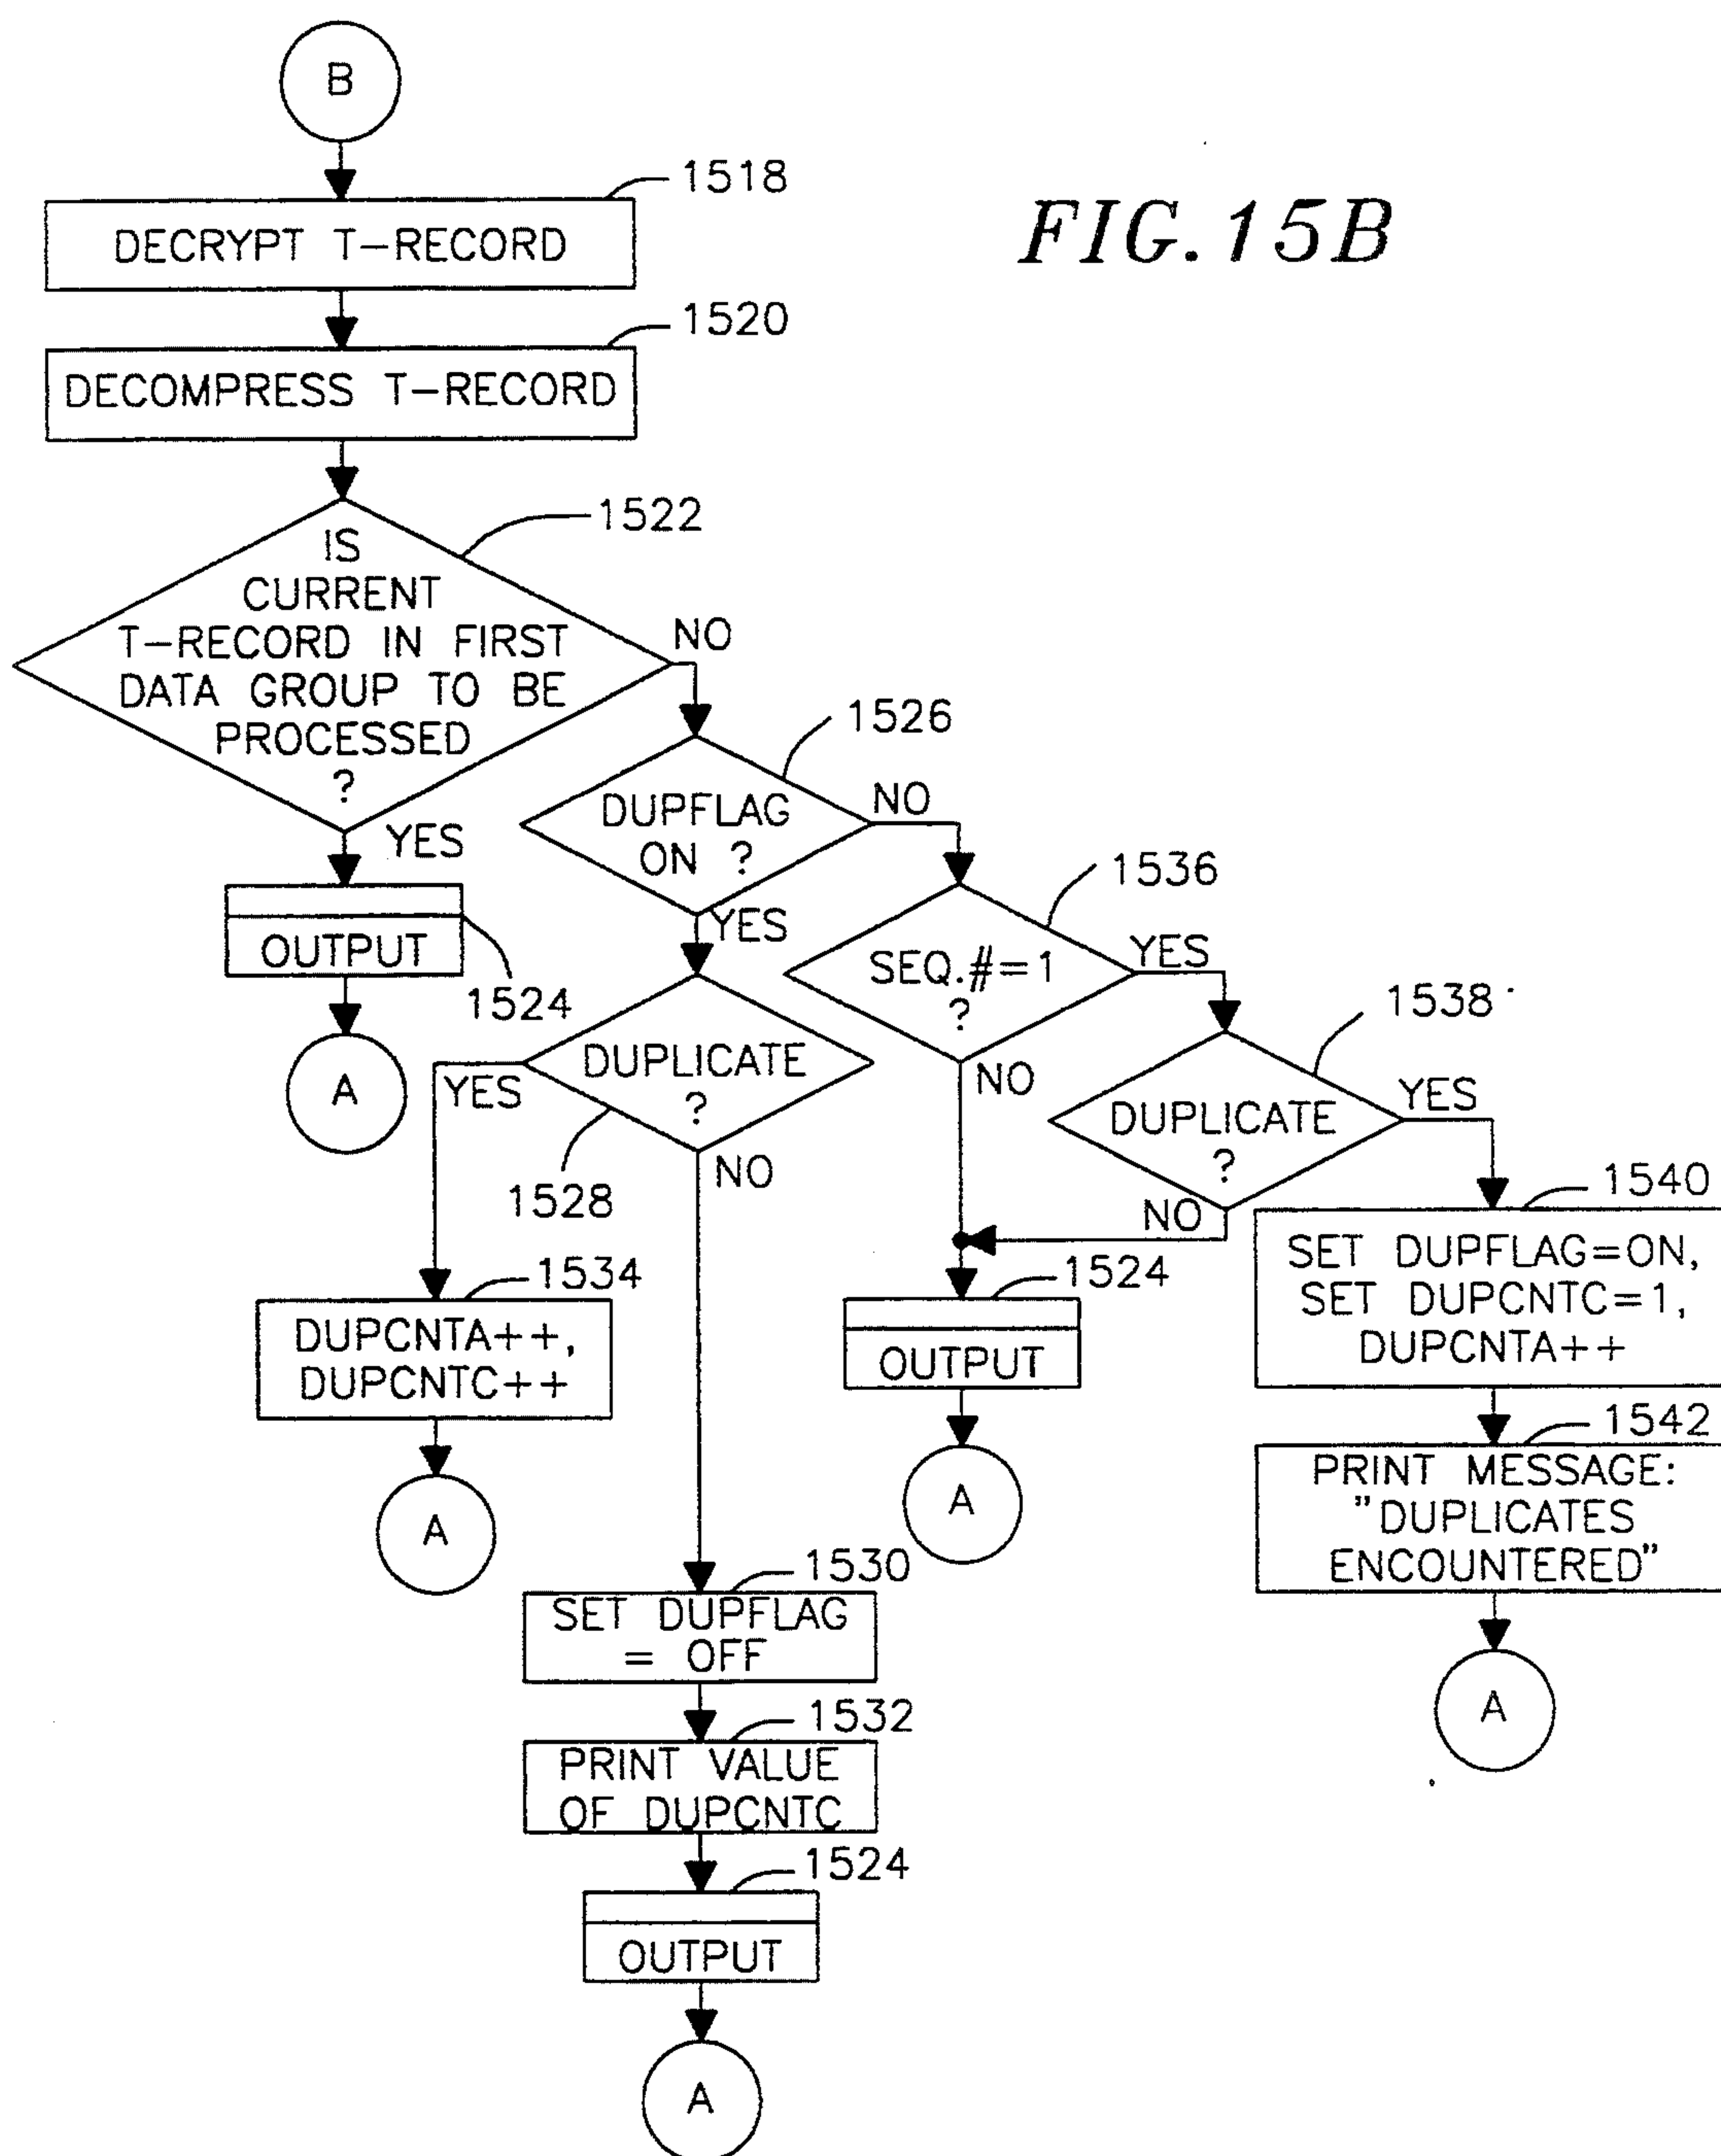 B
FIG.15B
1518
DECRYPT T-RECORD
1520
DECOMPRESS T-RECORD
1522
IS
CURRENT
T-RECORD IN FIRST
DATA GROUP TO BE
PROCESSED
?
NO
YES
OUTPUT
1524
A
1526
DUPFLAG
ON ?
NO
YES
1536
SEQ.#=1
?
YES
NO
1538
DUPLICATE
?
YES
NO
DUPLICATE
?
YES
1528
NO
1534
DUPCNTA++,
DUPCNTC++
A
1524
OUTPUT
A
1540
SET DUPFLAG=ON,
SET DUPCNTC=1,
DUPCNTA++
1542
PRINT MESSAGE:
"DUPLICATES
ENCOUNTERED"
A
1530
SET DUPFLAG
= OFF
1532
PRINT VALUE
OF DUPCNTC
1524
OUTPUT
A